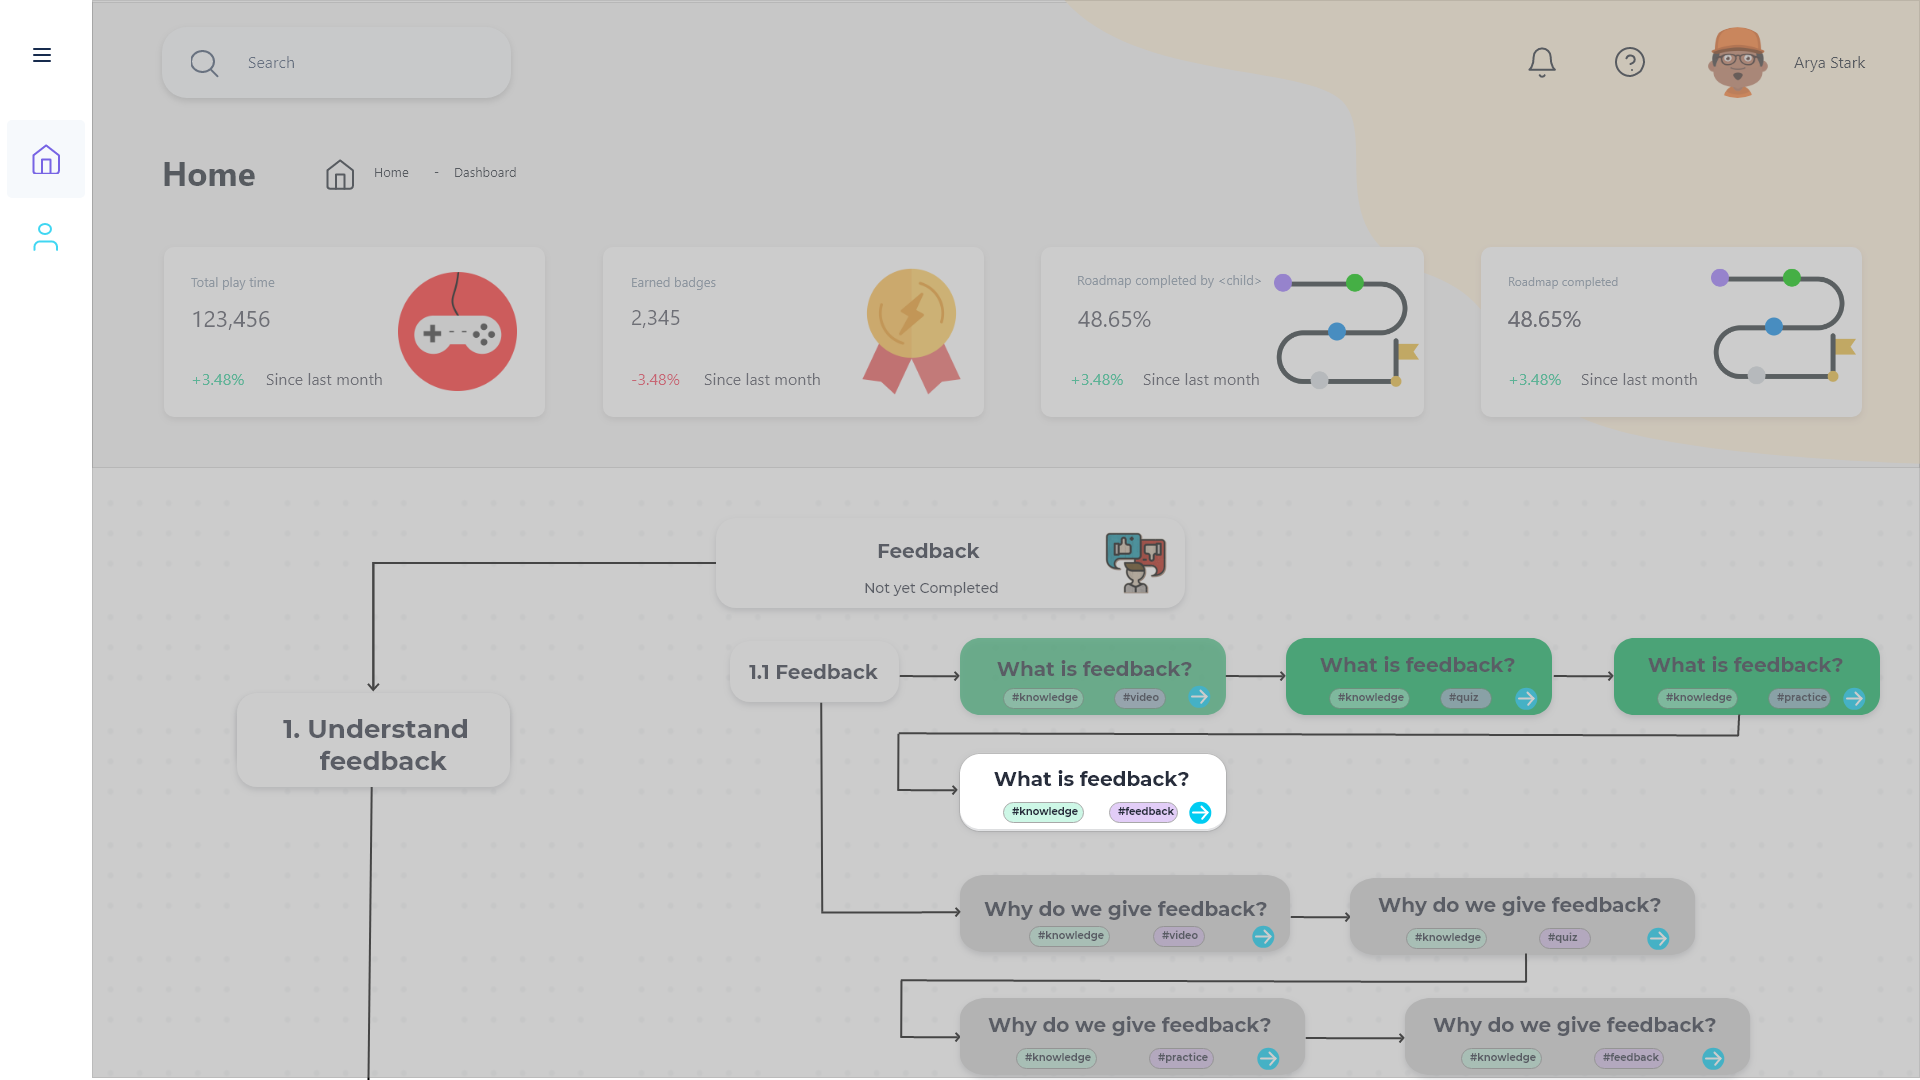 Search
Arya Stark
Home
Home - Dashboard
Total play time
123,456
+3.48% Since last month
Earned badges
2,345
-3.48% Since last month
Roadmap completed by <child>
48.65%
+3.48% Since last month
Roadmap completed
48.65%
+3.48% Since last month
Feedback
Not yet Completed
1. Understand
feedback
1.1 Feedback
What is feedback?
#knowledge #video
What is feedback?
#knowledge #quiz
What is feedback?
#knowledge #practice
What is feedback?
#knowledge #feedback
Why do we give feedback?
#knowledge #video
Why do we give feedback?
#knowledge #quiz
Why do we give feedback?
#knowledge #practice
Why do we give feedback?
#knowledge #feedback